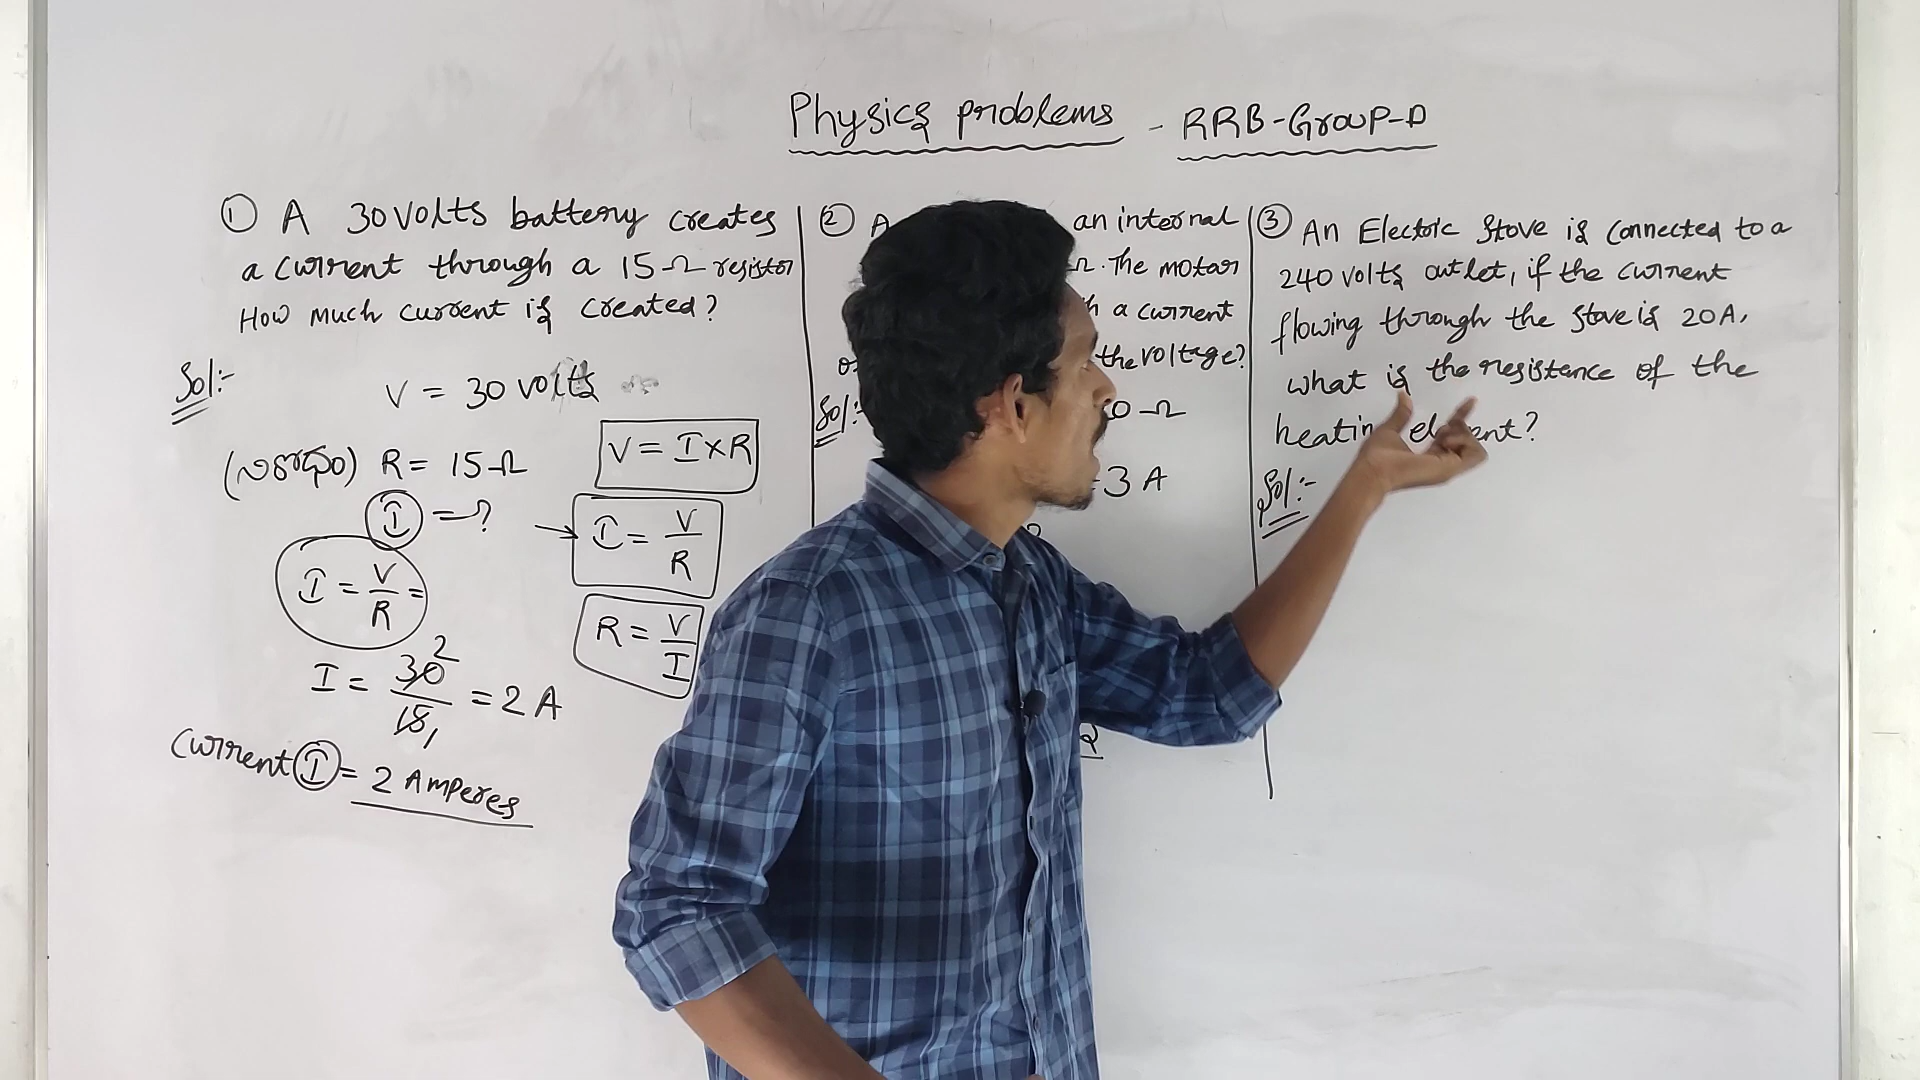 Physics problems - RRB-Group-D
① A 30 volts battery creates
a current through a 15 Ω resistor
How much current is created?
Sol:-
V = 30 volts
(నిరోధం) R = 15 Ω
I = ?
I = V/R =
I = 30/15 = 2 A
Current I = 2 Amperes
V = I × R
→ I = V/R
R = V/I
② A
an internal
Ω. The motor
a current
the voltage?
Sol:-
0 Ω
= 3 A
③ An Electric Stove is connected to a
240 volts outlet, if the current
flowing through the stove is 20 A,
what is the resistance of the
heating element?
Sol:-